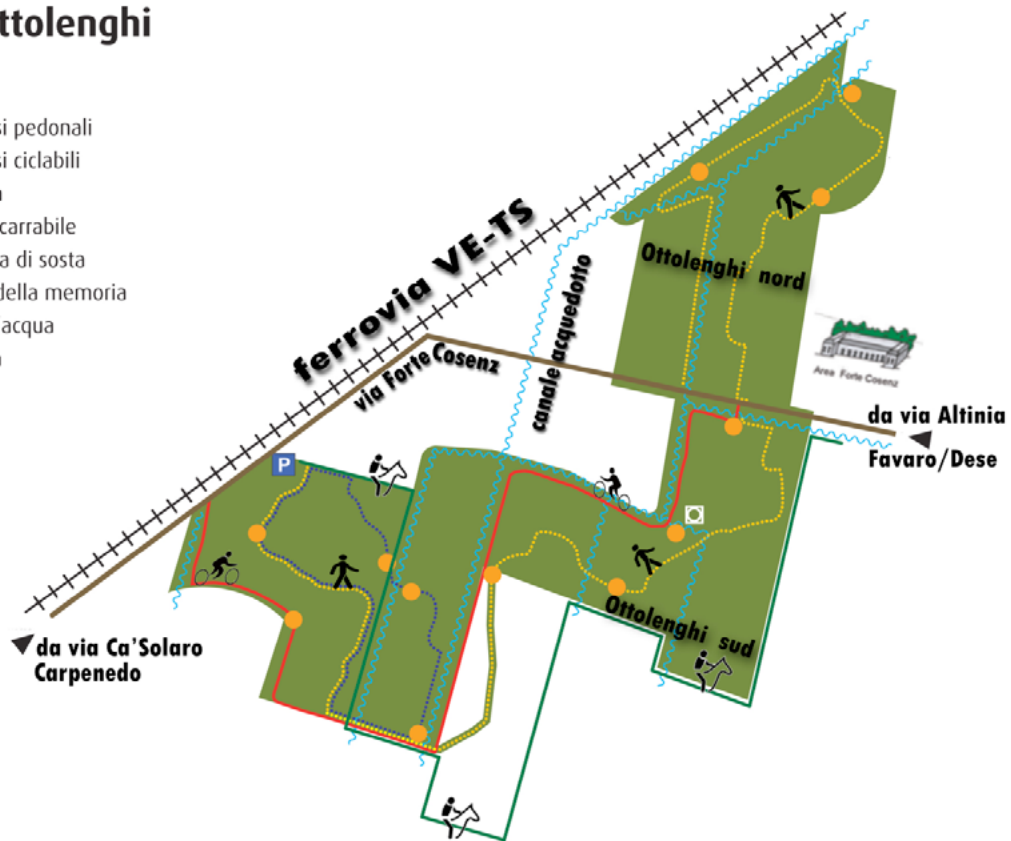 ttolenghi
si pedonali
si ciclabili
a
carrabile
a di sosta
della memoria
'acqua
a
ferrovia VE-TS
via Forte Cosenz
canale acquedotto
Ottolenghi nord
Area Forte Cosenz
da via Altinia
Favaro/Dese
P
Ottolenghi sud
da via Ca'Solaro
Carpenedo